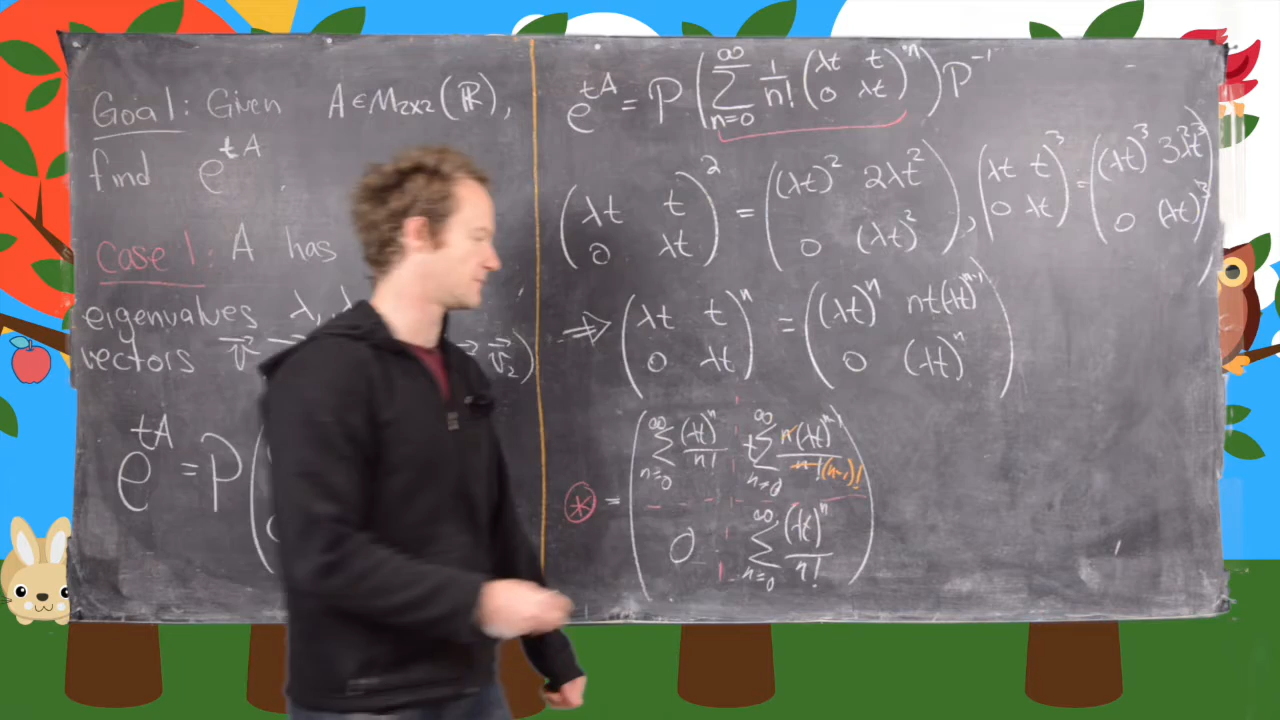 Goal: Given A ∈ M₂ₓ₂(ℝ),
find e^{tA}
Case 1: A has
eigenvalues λ₁,
vectors v⃗ v⃗₂)
e^{tA} = P(
e^{tA} = P ( ∑_{n=0}^{∞} 1/n! ( λt t ; 0 λt )^n ) P^{-1}
( λt t ; 0 λt )^2 = ( (λt)^2 2λt^2 ; 0 (λt)^2 ), ( λt t ; 0 λt )^3 = ( (λt)^3 3λ^2t^3 ; 0 (λt)^3 )
⇒ ( λt t ; 0 λt )^n = ( (λt)^n nt(λt)^{n-1} ; 0 (λt)^n )
⊛ = ( ∑_{n=0}^{∞} (λt)^n/n! t∑_{n=0}^{∞} n(λt)^{n-1}/n! (n-1)! ; 0 ∑_{n=0}^{∞} (λt)^n/n! )